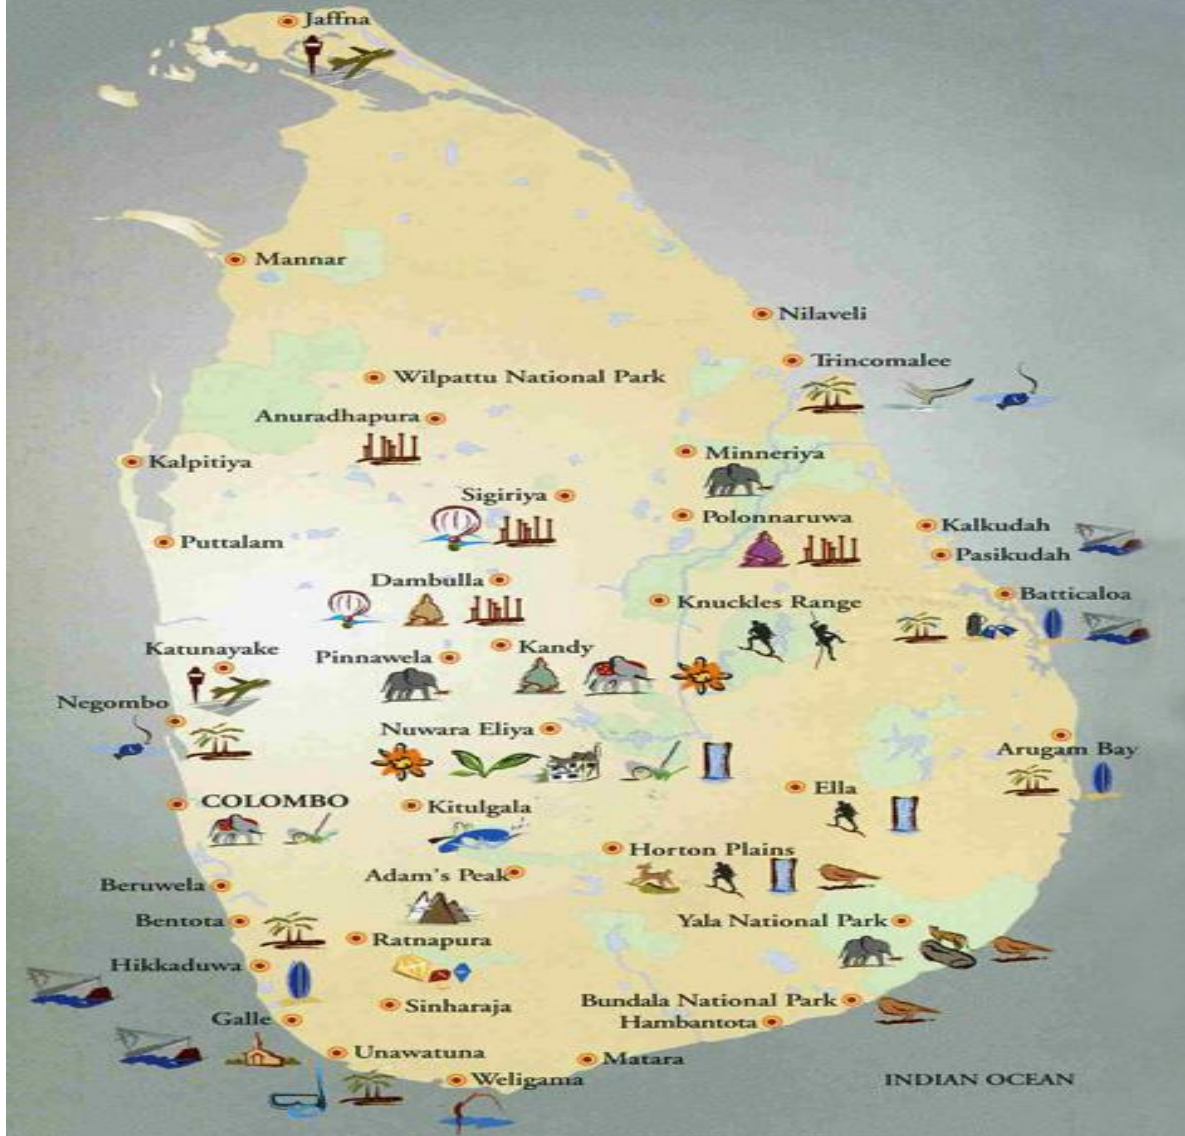 Jaffna
Mannar
Nilaveli
Trincomalee
Wilpattu National Park
Anuradhapura
Minneriya
Kalpitiya
Sigiriya
Polonnaruwa
Kalkudah
Puttalam
Pasikudah
Dambulla
Batticaloa
Knuckles Range
Katunayake
Kandy
Pinnawela
Negombo
Nuwara Eliya
Arugam Bay
Ella
COLOMBO
Kitulgala
Horton Plains
Adam's Peak
Beruwela
Bentota
Yala National Park
Ratnapura
Hikkaduwa
Bundala National Park
Sinharaja
Galle
Hambantota
Unawatuna
Matara
Weligama
INDIAN OCEAN